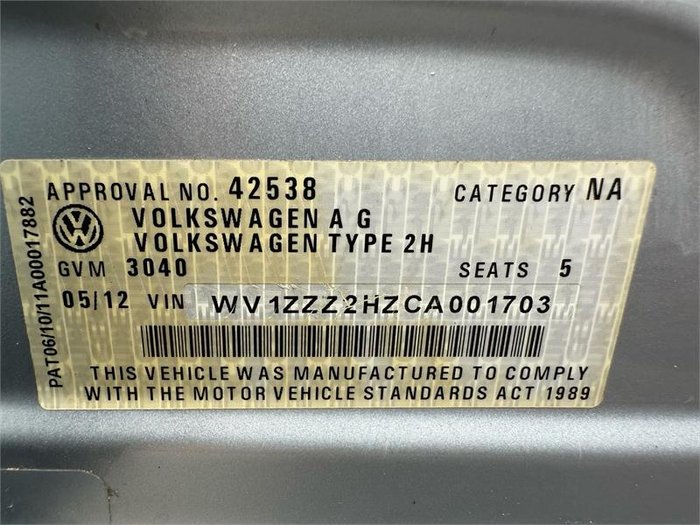 APPROVAL NO. 42538 CATEGORY NA
VOLKSWAGEN A G
VOLKSWAGEN TYPE 2H
GVM 3040 SEATS 5
05/12 VIN WV1ZZZ2HZCA001703
THIS VEHICLE WAS MANUFACTURED TO COMPLY
WITH THE MOTOR VEHICLE STANDARDS ACT 1989
PAT06/10/11A00017882